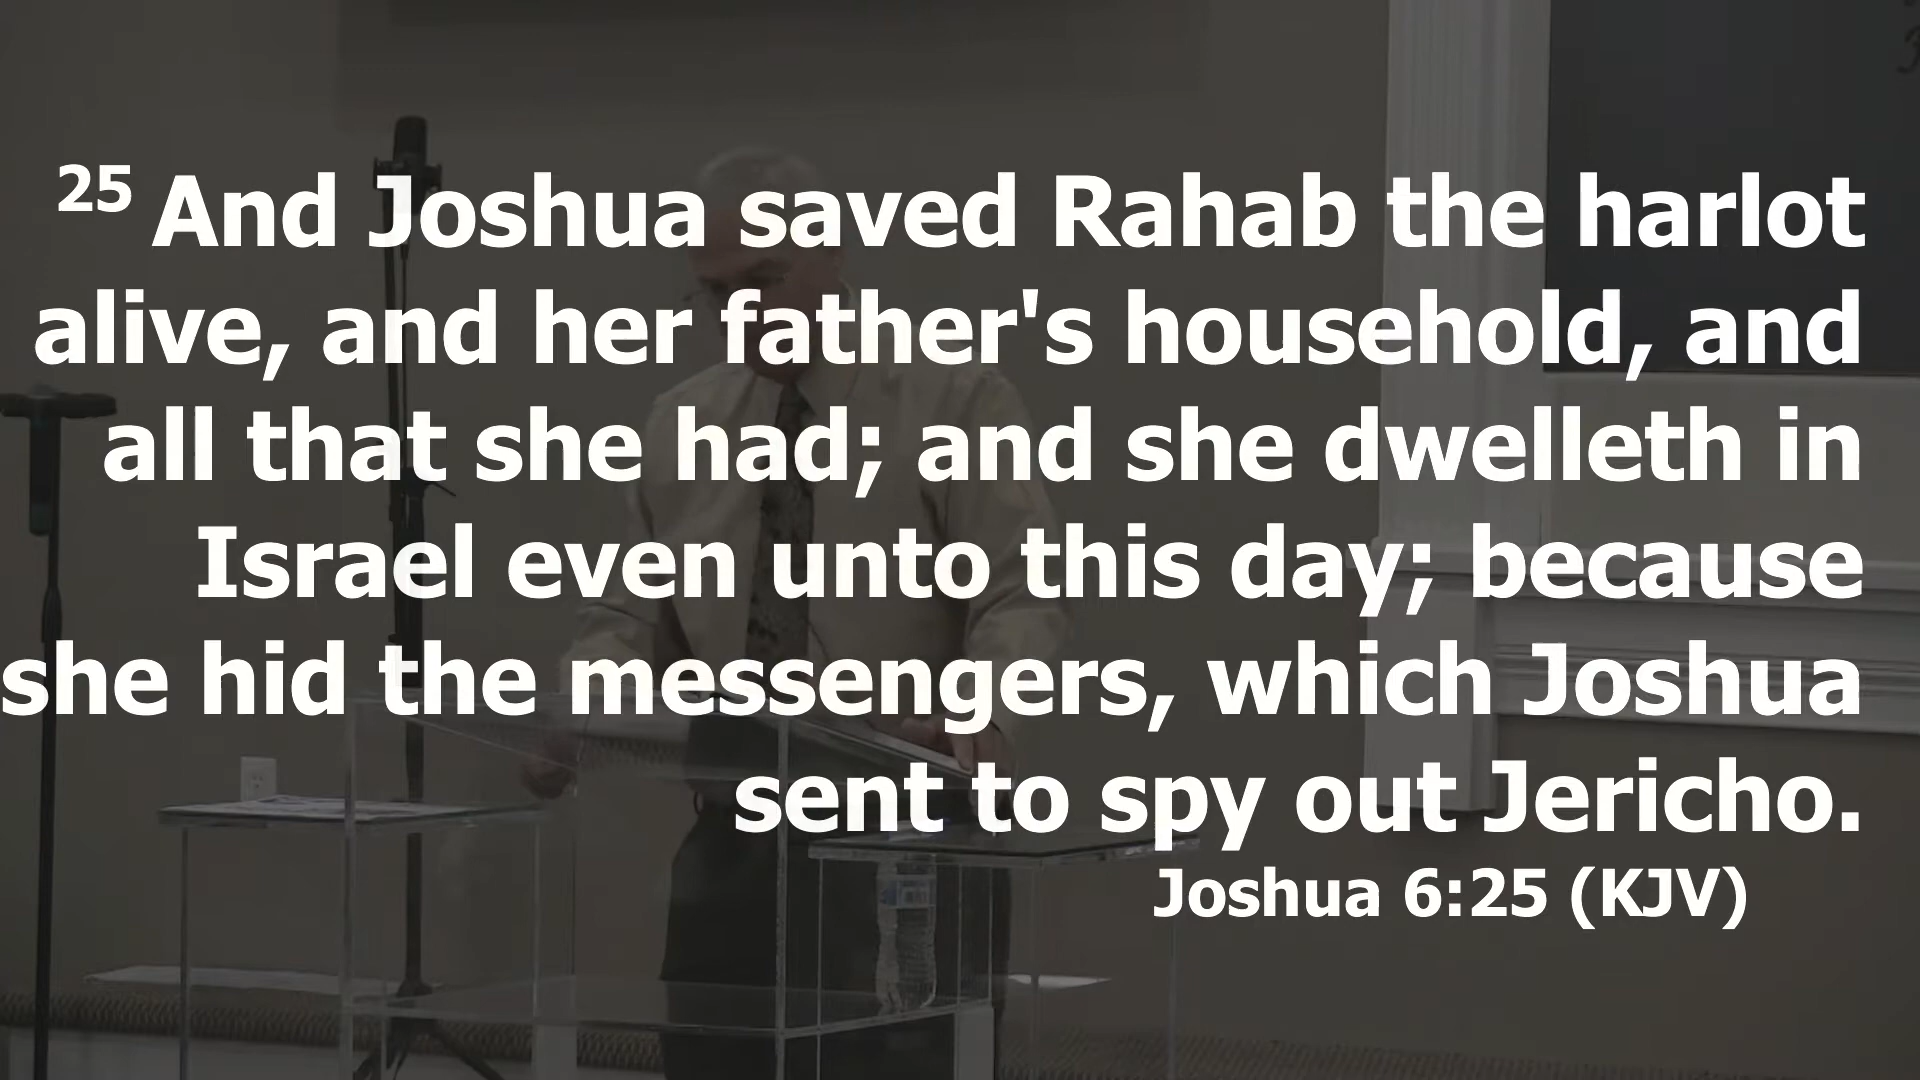 25 And Joshua saved Rahab the harlot
alive, and her father's household, and
all that she had; and she dwelleth in
Israel even unto this day; because
she hid the messengers, which Joshua
sent to spy out Jericho.
Joshua 6:25 (KJV)